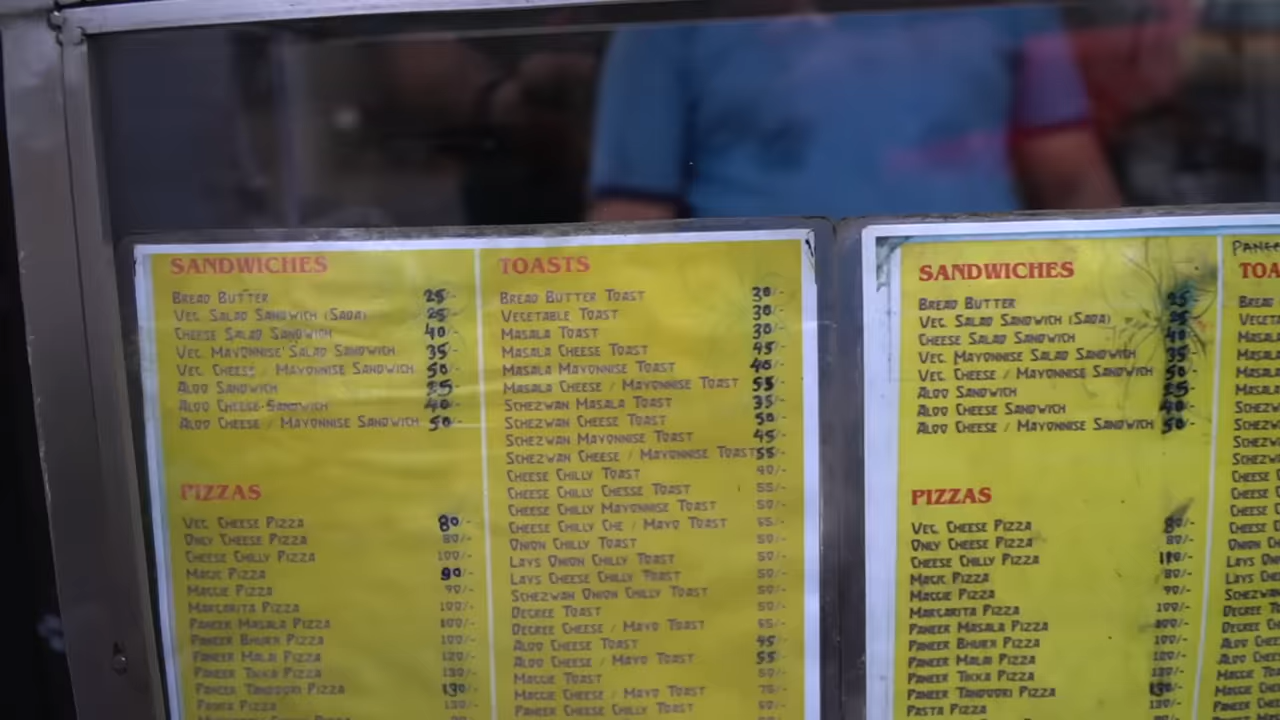 SANDWICHES
BREAD BUTTER 25/-
VEG. SALAD SANDWICH (SADA) 25/-
CHEESE SALAD SANDWICH 40/-
VEG. MAYONNISE SALAD SANDWICH 35/-
VEG. CHEESE / MAYONNISE SANDWICH 50/-
ALOO SANDWICH 25/-
ALOO CHEESE SANDWICH 40/-
ALOO CHEESE / MAYONNISE SANDWICH 50/-
PIZZAS
VEG. CHEESE PIZZA 80/-
ONLY CHEESE PIZZA 80/-
CHEESE CHILLY PIZZA 100/-
MAGIC PIZZA 90/-
MAGGIE PIZZA 90/-
MARGARITA PIZZA 100/-
PANEER MASALA PIZZA 100/-
PANEER BHURJI PIZZA 100/-
PANEER MALAI PIZZA 120/-
PANEER TIKKA PIZZA 130/-
PANEER TANDOORI PIZZA 130/-
PASTA PIZZA 130/-
TOASTS
BREAD BUTTER TOAST 30/-
VEGETABLE TOAST 30/-
MASALA TOAST 30/-
MASALA CHEESE TOAST 45/-
MASALA MAYONNISE TOAST 40/-
MASALA CHEESE / MAYONNISE TOAST 55/-
SCHEZWAN MASALA TOAST 35/-
SCHEZWAN CHEESE TOAST 50/-
SCHEZWAN MAYONNISE TOAST 45/-
SCHEZWAN CHEESE / MAYONNISE TOAST 55/-
CHEESE CHILLY TOAST
CHEESE CHILLY CHESSE TOAST 55/-
CHEESE CHILLY MAYONNISE TOAST 50/-
CHEESE CHILLY CHE / MAYO TOAST 65/-
ONION CHILLY TOAST 50/-
LAYS ONION CHILLY TOAST 50/-
LAYS CHEESE CHILLY TOAST 50/-
SCHEZWAN ONION CHILLY TOAST 50/-
DEGREE TOAST 50/-
DEGREE CHEESE / MAYO TOAST 65/-
ALOO TOAST 45/-
ALOO CHEESE / MAYO TOAST 55/-
MAGGIE TOAST
MAGGIE CHEESE / MAYO TOAST
PANEER CHEESE CHILLY TOAST
SANDWICHES
BREAD BUTTER 25/-
VEG. SALAD SANDWICH (SADA)
CHEESE SALAD SANDWICH 40
VEG. MAYONNISE SALAD SANDWICH 35/-
VEG. CHEESE / MAYONNISE SANDWICH 50/-
ALOO SANDWICH 25/-
ALOO CHEESE SANDWICH 40/-
ALOO CHEESE / MAYONNISE SANDWICH 50/-
PIZZAS
VEG. CHEESE PIZZA 80/-
ONLY CHEESE PIZZA 80/-
CHEESE CHILLY PIZZA
MAGIC PIZZA 80/-
MAGGIE PIZZA 90/-
MARGARITA PIZZA 100/-
PANEER MASALA PIZZA 100/-
PANEER BHURJI PIZZA 100/-
PANEER MALAI PIZZA 120/-
PANEER TIKKA PIZZA 130/-
PANEER TANDOORI PIZZA 130/-
PASTA PIZZA 130/-